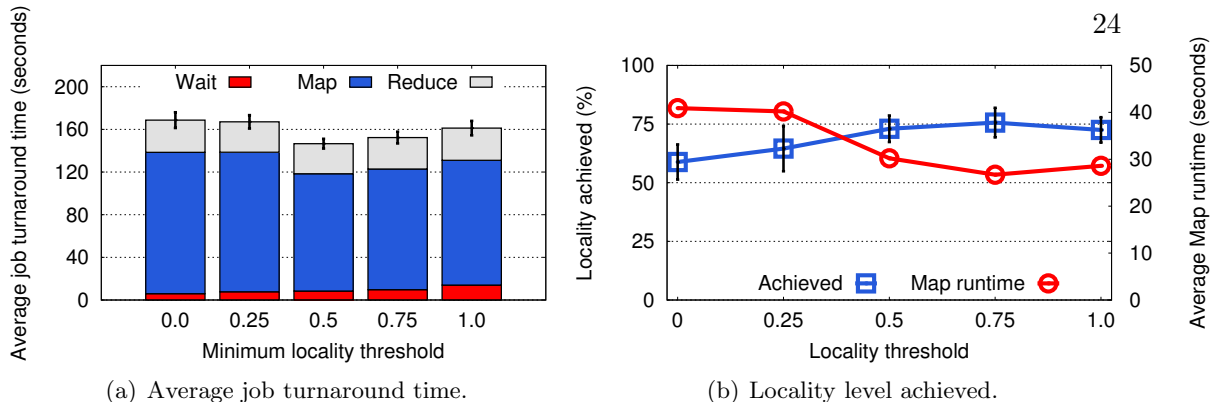 24
Average job turnaround time (seconds)
200
160
120
80
40
0
Wait Map Reduce
0.0 0.25 0.5 0.75 1.0
Minimum locality threshold
(a) Average job turnaround time.
Locality achieved (%)
100
75
50
25
0
Achieved Map runtime
0 0.25 0.5 0.75 1.0
Locality threshold
50
40
30
20
10
0
Average Map runtime (seconds)
(b) Locality level achieved.